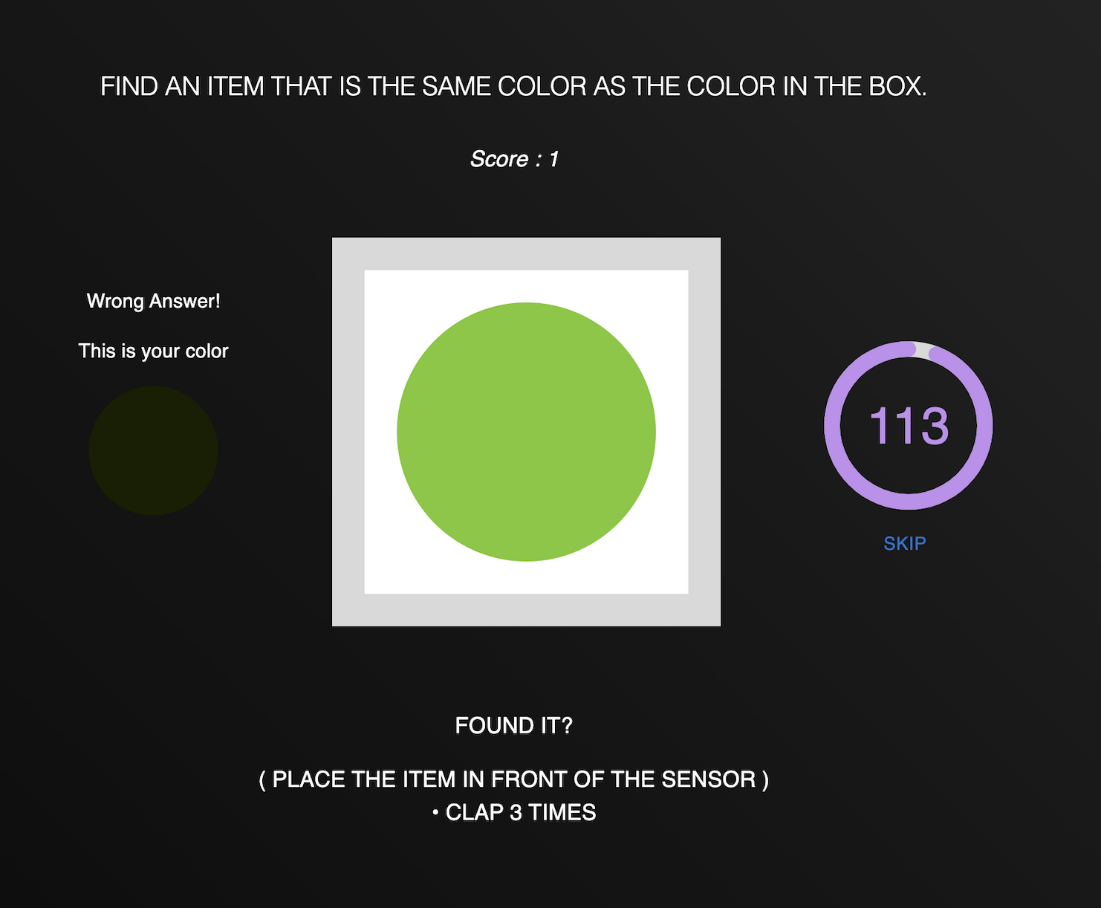 FIND AN ITEM THAT IS THE SAME COLOR AS THE COLOR IN THE BOX.
Score : 1
Wrong Answer!
This is your color
113
SKIP
FOUND IT?
( PLACE THE ITEM IN FRONT OF THE SENSOR )
• CLAP 3 TIMES